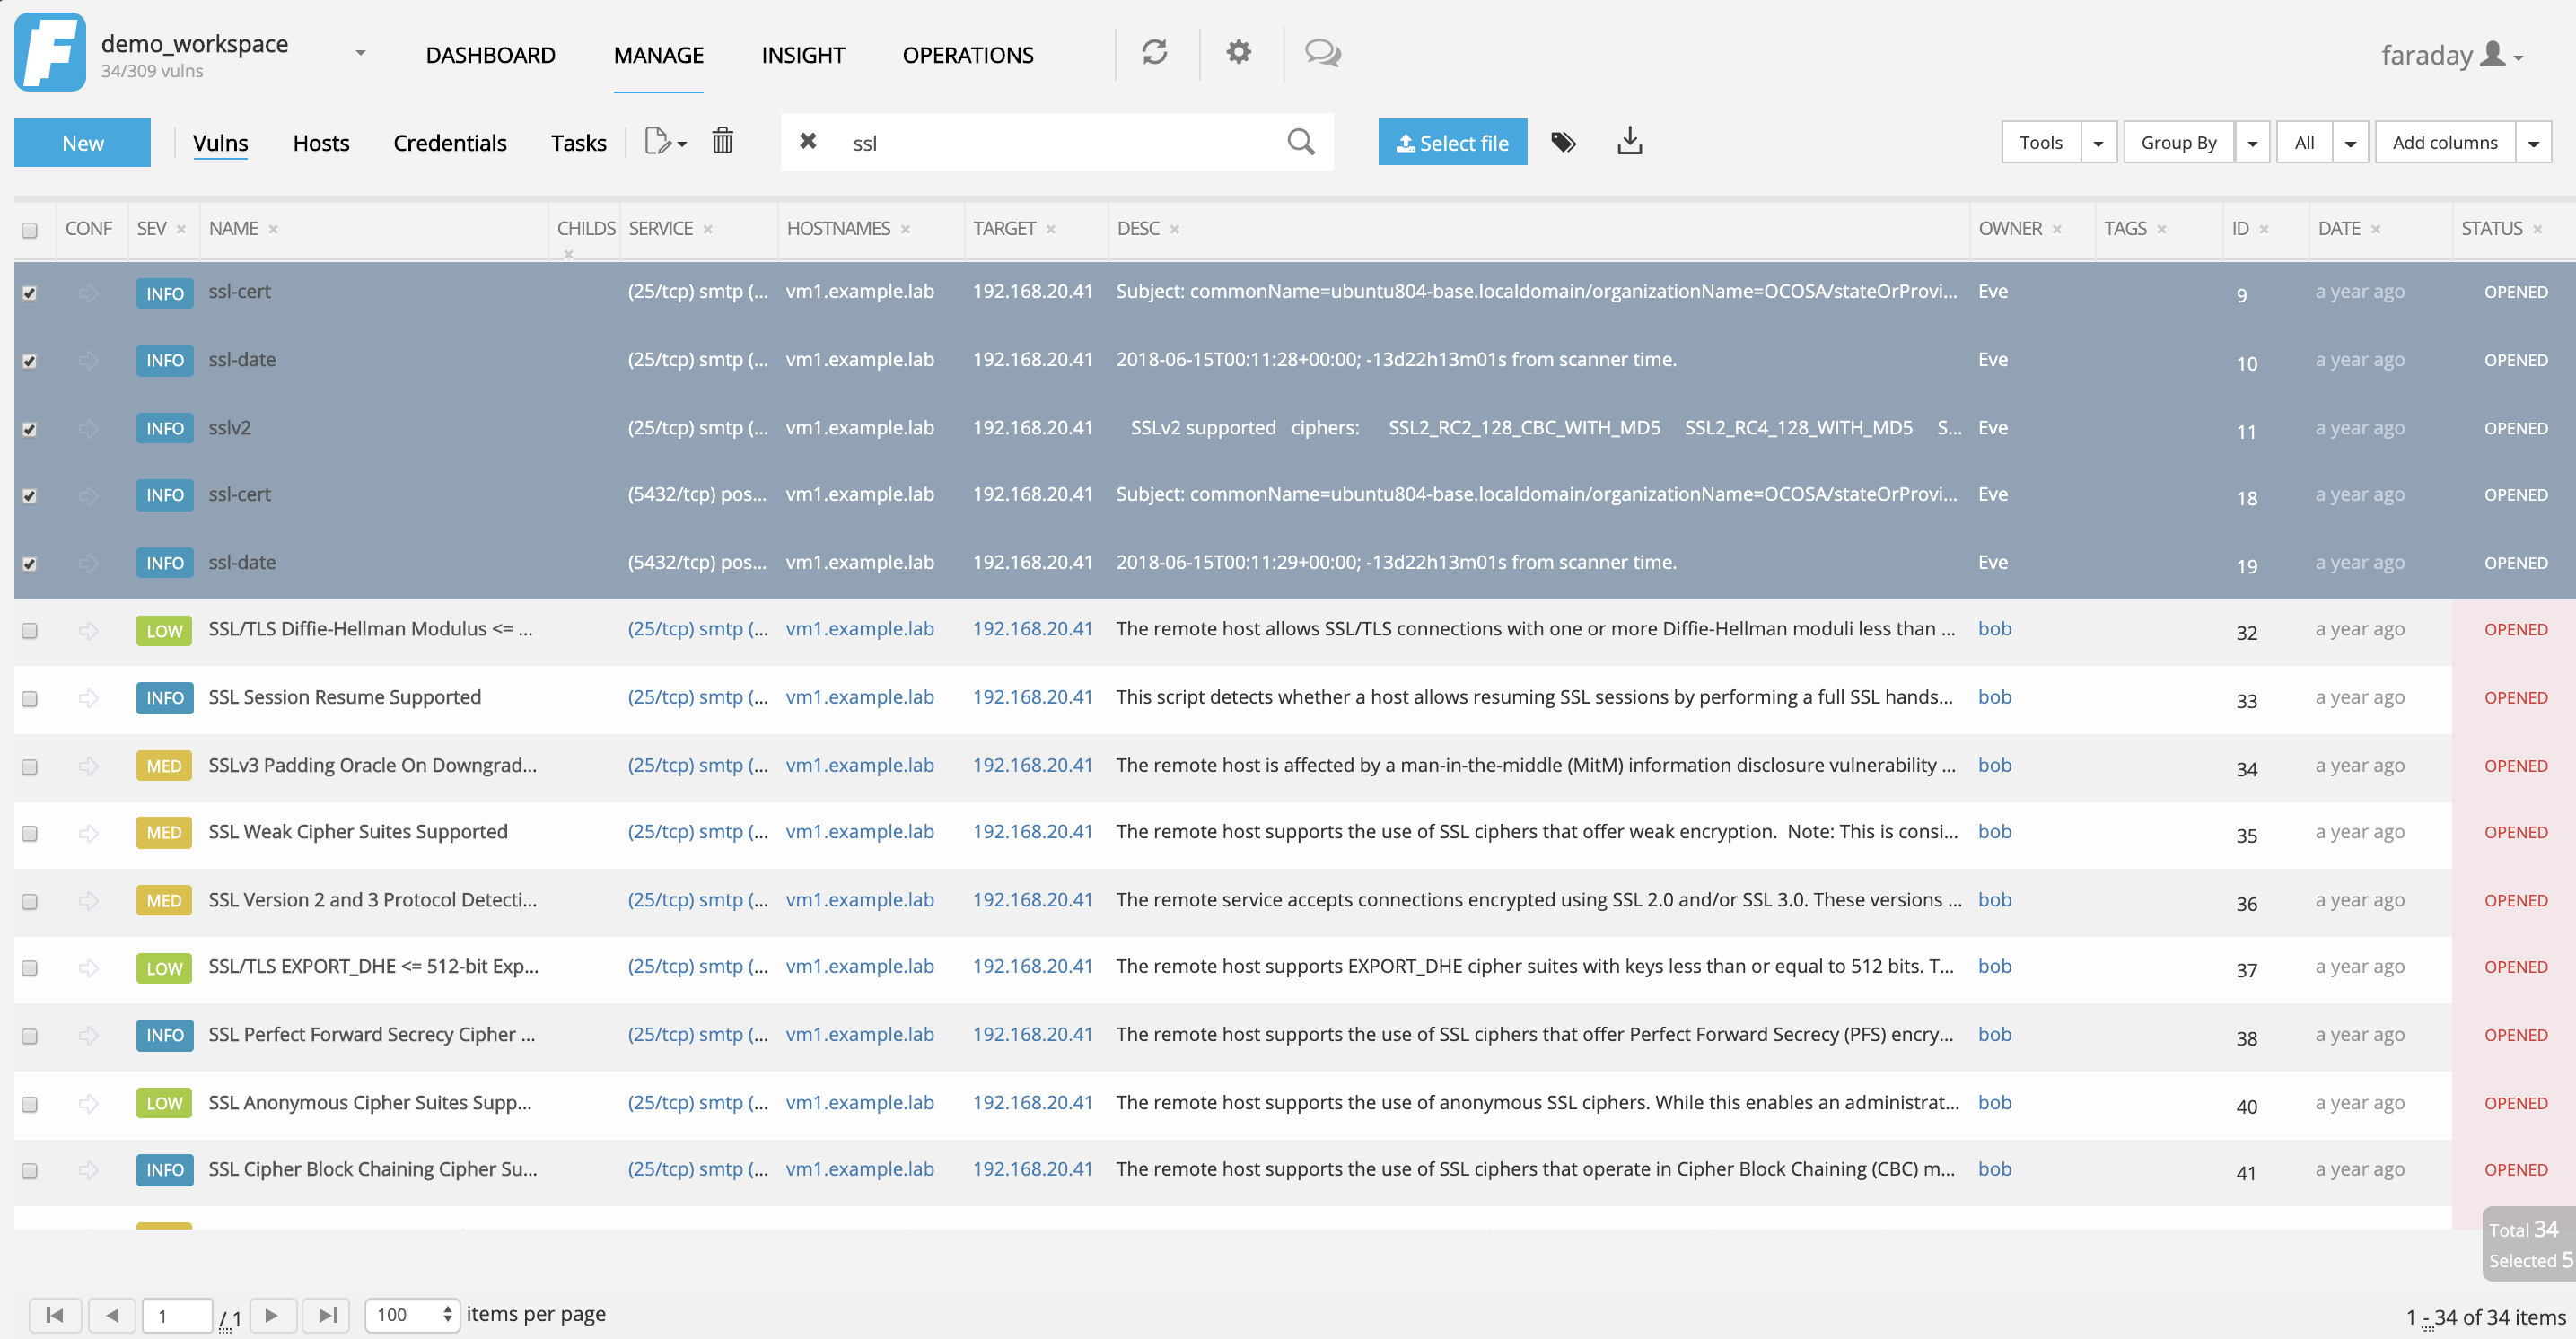 demo_workspace
34/309 vulns
DASHBOARD MANAGE INSIGHT OPERATIONS
faraday
New Vulns Hosts Credentials Tasks ssl Select file Tools Group By All Add columns
CONF SEV NAME CHILDS SERVICE HOSTNAMES TARGET DESC OWNER TAGS ID DATE STATUS
INFO ssl-cert (25/tcp) smtp (... vm1.example.lab 192.168.20.41 Subject: commonName=ubuntu804-base.localdomain/organizationName=OCOSA/stateOrProvi... Eve 9 a year ago OPENED
INFO ssl-date (25/tcp) smtp (... vm1.example.lab 192.168.20.41 2018-06-15T00:11:28+00:00; -13d22h13m01s from scanner time. Eve 10 a year ago OPENED
INFO sslv2 (25/tcp) smtp (... vm1.example.lab 192.168.20.41 SSLv2 supported ciphers: SSL2_RC2_128_CBC_WITH_MD5 SSL2_RC4_128_WITH_MD5 S... Eve 11 a year ago OPENED
INFO ssl-cert (5432/tcp) pos... vm1.example.lab 192.168.20.41 Subject: commonName=ubuntu804-base.localdomain/organizationName=OCOSA/stateOrProvi... Eve 18 a year ago OPENED
INFO ssl-date (5432/tcp) pos... vm1.example.lab 192.168.20.41 2018-06-15T00:11:29+00:00; -13d22h13m01s from scanner time. Eve 19 a year ago OPENED
LOW SSL/TLS Diffie-Hellman Modulus <= ... (25/tcp) smtp (... vm1.example.lab 192.168.20.41 The remote host allows SSL/TLS connections with one or more Diffie-Hellman moduli less than ... bob 32 a year ago OPENED
INFO SSL Session Resume Supported (25/tcp) smtp (... vm1.example.lab 192.168.20.41 This script detects whether a host allows resuming SSL sessions by performing a full SSL hands... bob 33 a year ago OPENED
MED SSLv3 Padding Oracle On Downgrad... (25/tcp) smtp (... vm1.example.lab 192.168.20.41 The remote host is affected by a man-in-the-middle (MitM) information disclosure vulnerability ... bob 34 a year ago OPENED
MED SSL Weak Cipher Suites Supported (25/tcp) smtp (... vm1.example.lab 192.168.20.41 The remote host supports the use of SSL ciphers that offer weak encryption. Note: This is consi... bob 35 a year ago OPENED
MED SSL Version 2 and 3 Protocol Detecti... (25/tcp) smtp (... vm1.example.lab 192.168.20.41 The remote service accepts connections encrypted using SSL 2.0 and/or SSL 3.0. These versions ... bob 36 a year ago OPENED
LOW SSL/TLS EXPORT_DHE <= 512-bit Exp... (25/tcp) smtp (... vm1.example.lab 192.168.20.41 The remote host supports EXPORT_DHE cipher suites with keys less than or equal to 512 bits. T... bob 37 a year ago OPENED
INFO SSL Perfect Forward Secrecy Cipher ... (25/tcp) smtp (... vm1.example.lab 192.168.20.41 The remote host supports the use of SSL ciphers that offer Perfect Forward Secrecy (PFS) encry... bob 38 a year ago OPENED
LOW SSL Anonymous Cipher Suites Supp... (25/tcp) smtp (... vm1.example.lab 192.168.20.41 The remote host supports the use of anonymous SSL ciphers. While this enables an administrat... bob 40 a year ago OPENED
INFO SSL Cipher Block Chaining Cipher Su... (25/tcp) smtp (... vm1.example.lab 192.168.20.41 The remote host supports the use of SSL ciphers that operate in Cipher Block Chaining (CBC) m... bob 41 a year ago OPENED
Total 34
Selected 5
1 / 1 100 items per page 1 - 34 of 34 items